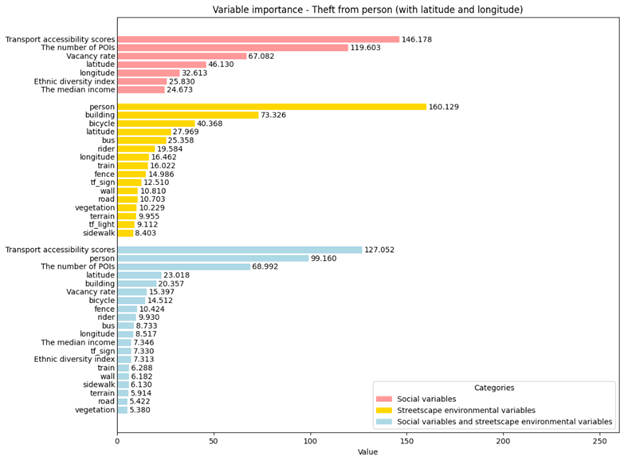 Variable importance - Theft from person (with latitude and longitude)
Transport accessibility scores 146.178
The number of POIs 119.603
Vacancy rate 67.082
latitude 46.130
longitude 32.613
Ethnic diversity index 25.830
The median income 24.673
person 160.129
building 73.326
bicycle 40.368
latitude 27.969
bus 25.358
rider 19.584
longitude 16.462
train 16.022
fence 14.986
tf_sign 12.510
wall 10.810
road 10.703
vegetation 10.229
terrain 9.955
tf_light 9.112
sidewalk 8.403
Transport accessibility scores 127.052
person 99.160
The number of POIs 68.992
latitude 23.018
building 20.357
Vacancy rate 15.397
bicycle 14.512
fence 10.424
rider 9.930
bus 8.733
longitude 8.517
The median income 7.346
tf_sign 7.330
Ethnic diversity index 7.313
train 6.288
wall 6.182
sidewalk 6.130
terrain 5.914
road 5.422
vegetation 5.380
Categories
Social variables
Streetscape environmental variables
Social variables and streetscape environmental variables
0 50 100 150 200 250
Value